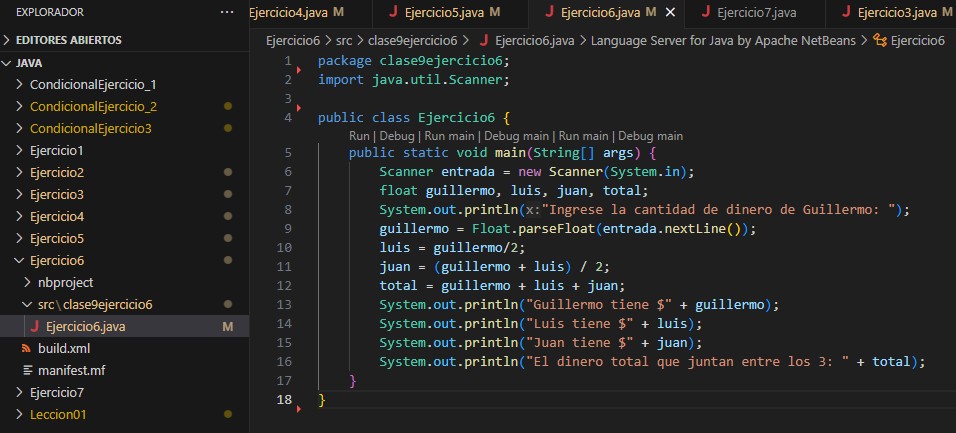 EXPLORADOR ...
EDITORES ABIERTOS
JAVA
CondicionalEjercicio_1
CondicionalEjercicio_2
CondicionalEjercicio3
Ejercicio1
Ejercicio2
Ejercicio3
Ejercicio4
Ejercicio5
Ejercicio6
nbproject
src\clase9ejercicio6
J Ejercicio6.java M
build.xml
manifest.mf
Ejercicio7
Leccion01
Ejercicio4.java M J Ejercicio5.java M J Ejercicio6.java M J Ejercicio7.java J Ejercicio3.java M
Ejercicio6 > src > clase9ejercicio6 > J Ejercicio6.java > Language Server for Java by Apache NetBeans > Ejercicio6
1 package clase9ejercicio6;
2 import java.util.Scanner;
3
4 public class Ejercicio6 {
Run | Debug | Run main | Debug main | Run main | Debug main
5 public static void main(String[] args) {
6 Scanner entrada = new Scanner(System.in);
7 float guillermo, luis, juan, total;
8 System.out.println(x:"Ingrese la cantidad de dinero de Guillermo: ");
9 guillermo = Float.parseFloat(entrada.nextLine());
10 luis = guillermo/2;
11 juan = (guillermo + luis) / 2;
12 total = guillermo + luis + juan;
13 System.out.println("Guillermo tiene $" + guillermo);
14 System.out.println("Luis tiene $" + luis);
15 System.out.println("Juan tiene $" + juan);
16 System.out.println("El dinero total que juntan entre los 3: " + total);
17 }
18 }